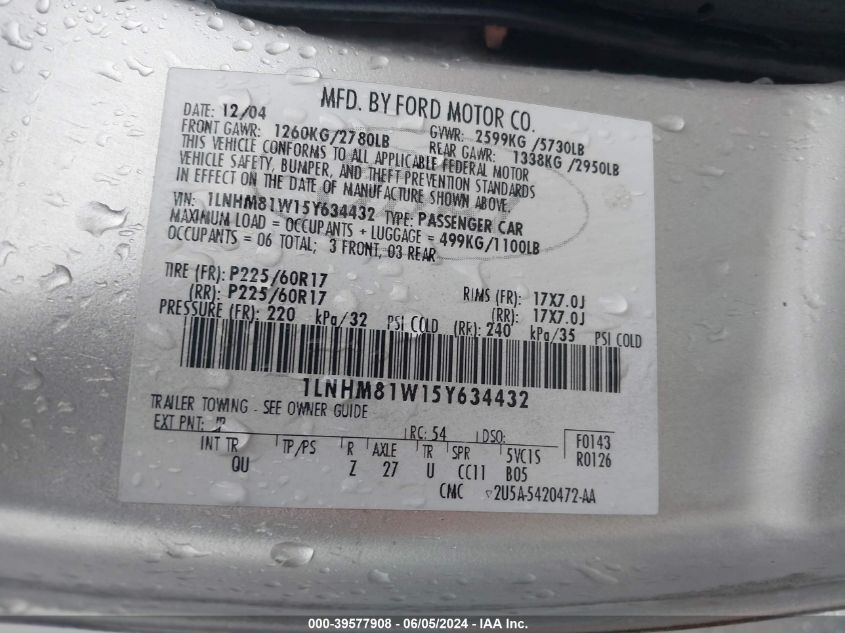 MFD. BY FORD MOTOR CO.
DATE: 12/04 GVWR: 2599KG /5730LB
FRONT GAWR: 1260KG/2780LB REAR GAWR: 1338KG/2950LB
THIS VEHICLE CONFORMS TO ALL APPLICABLE FEDERAL MOTOR
VEHICLE SAFETY, BUMPER, AND THEFT PREVENTION STANDARDS
IN EFFECT ON THE DATE OF MANUFACTURE SHOWN ABOVE.
VIN: 1LNHM81W15Y634432 TYPE: PASSENGER CAR
MAXIMUM LOAD = OCCUPANTS + LUGGAGE = 499KG/1100LB
OCCUPANTS = 06 TOTAL; 3 FRONT, 03 REAR
TIRE (FR): P225/60R17 RIMS (FR): 17X7.0J
(RR): P225/60R17 (RR): 17X7.0J
PRESSURE (FR): 220 kPa/32 PSI COLD (RR): 240 kPa/35 PSI COLD
1LNHM81W15Y634432
TRAILER TOWING - SEE OWNER GUIDE
EXT PNT: JP RC: 54 DSO: F0143
INT TR TP/PS R AXLE TR SPR 5VC1S R0126
OU Z 27 U CC11 B05
CMC 2U5A-5420472-AA
000-39577908 - 06/05/2024 - IAA Inc.